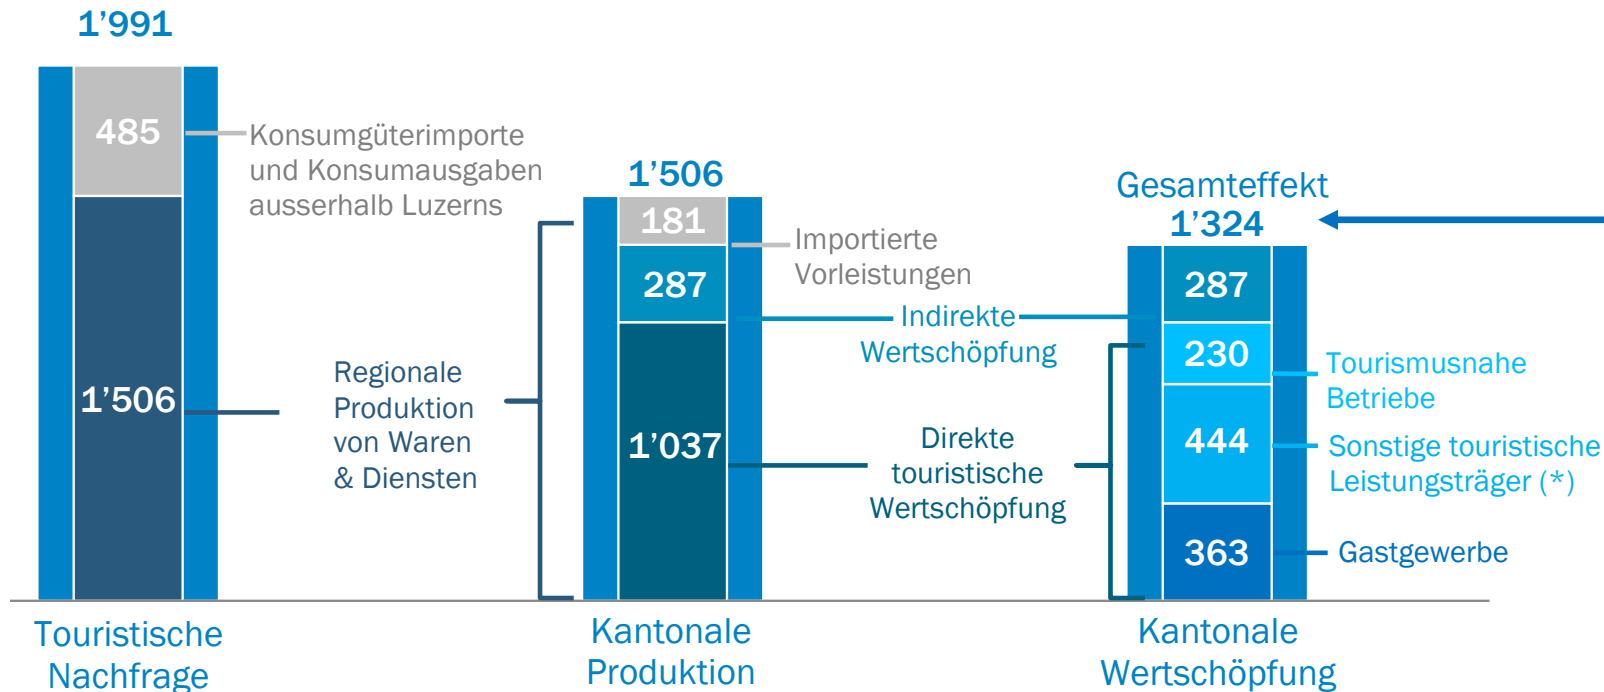 1’991
485
Konsumgüterimporte
und Konsumausgaben
ausserhalb Luzerns
1’506
Touristische
Nachfrage
Regionale
Produktion
von Waren
& Diensten
1’506
181
Importierte
Vorleistungen
287
Indirekte
Wertschöpfung
1’037
Direkte
touristische
Wertschöpfung
Kantonale
Produktion
Gesamteffekt
1’324
287
230
Tourismusnahe
Betriebe
444
Sonstige touristische
Leistungsträger (*)
363
Gastgewerbe
Kantonale
Wertschöpfung